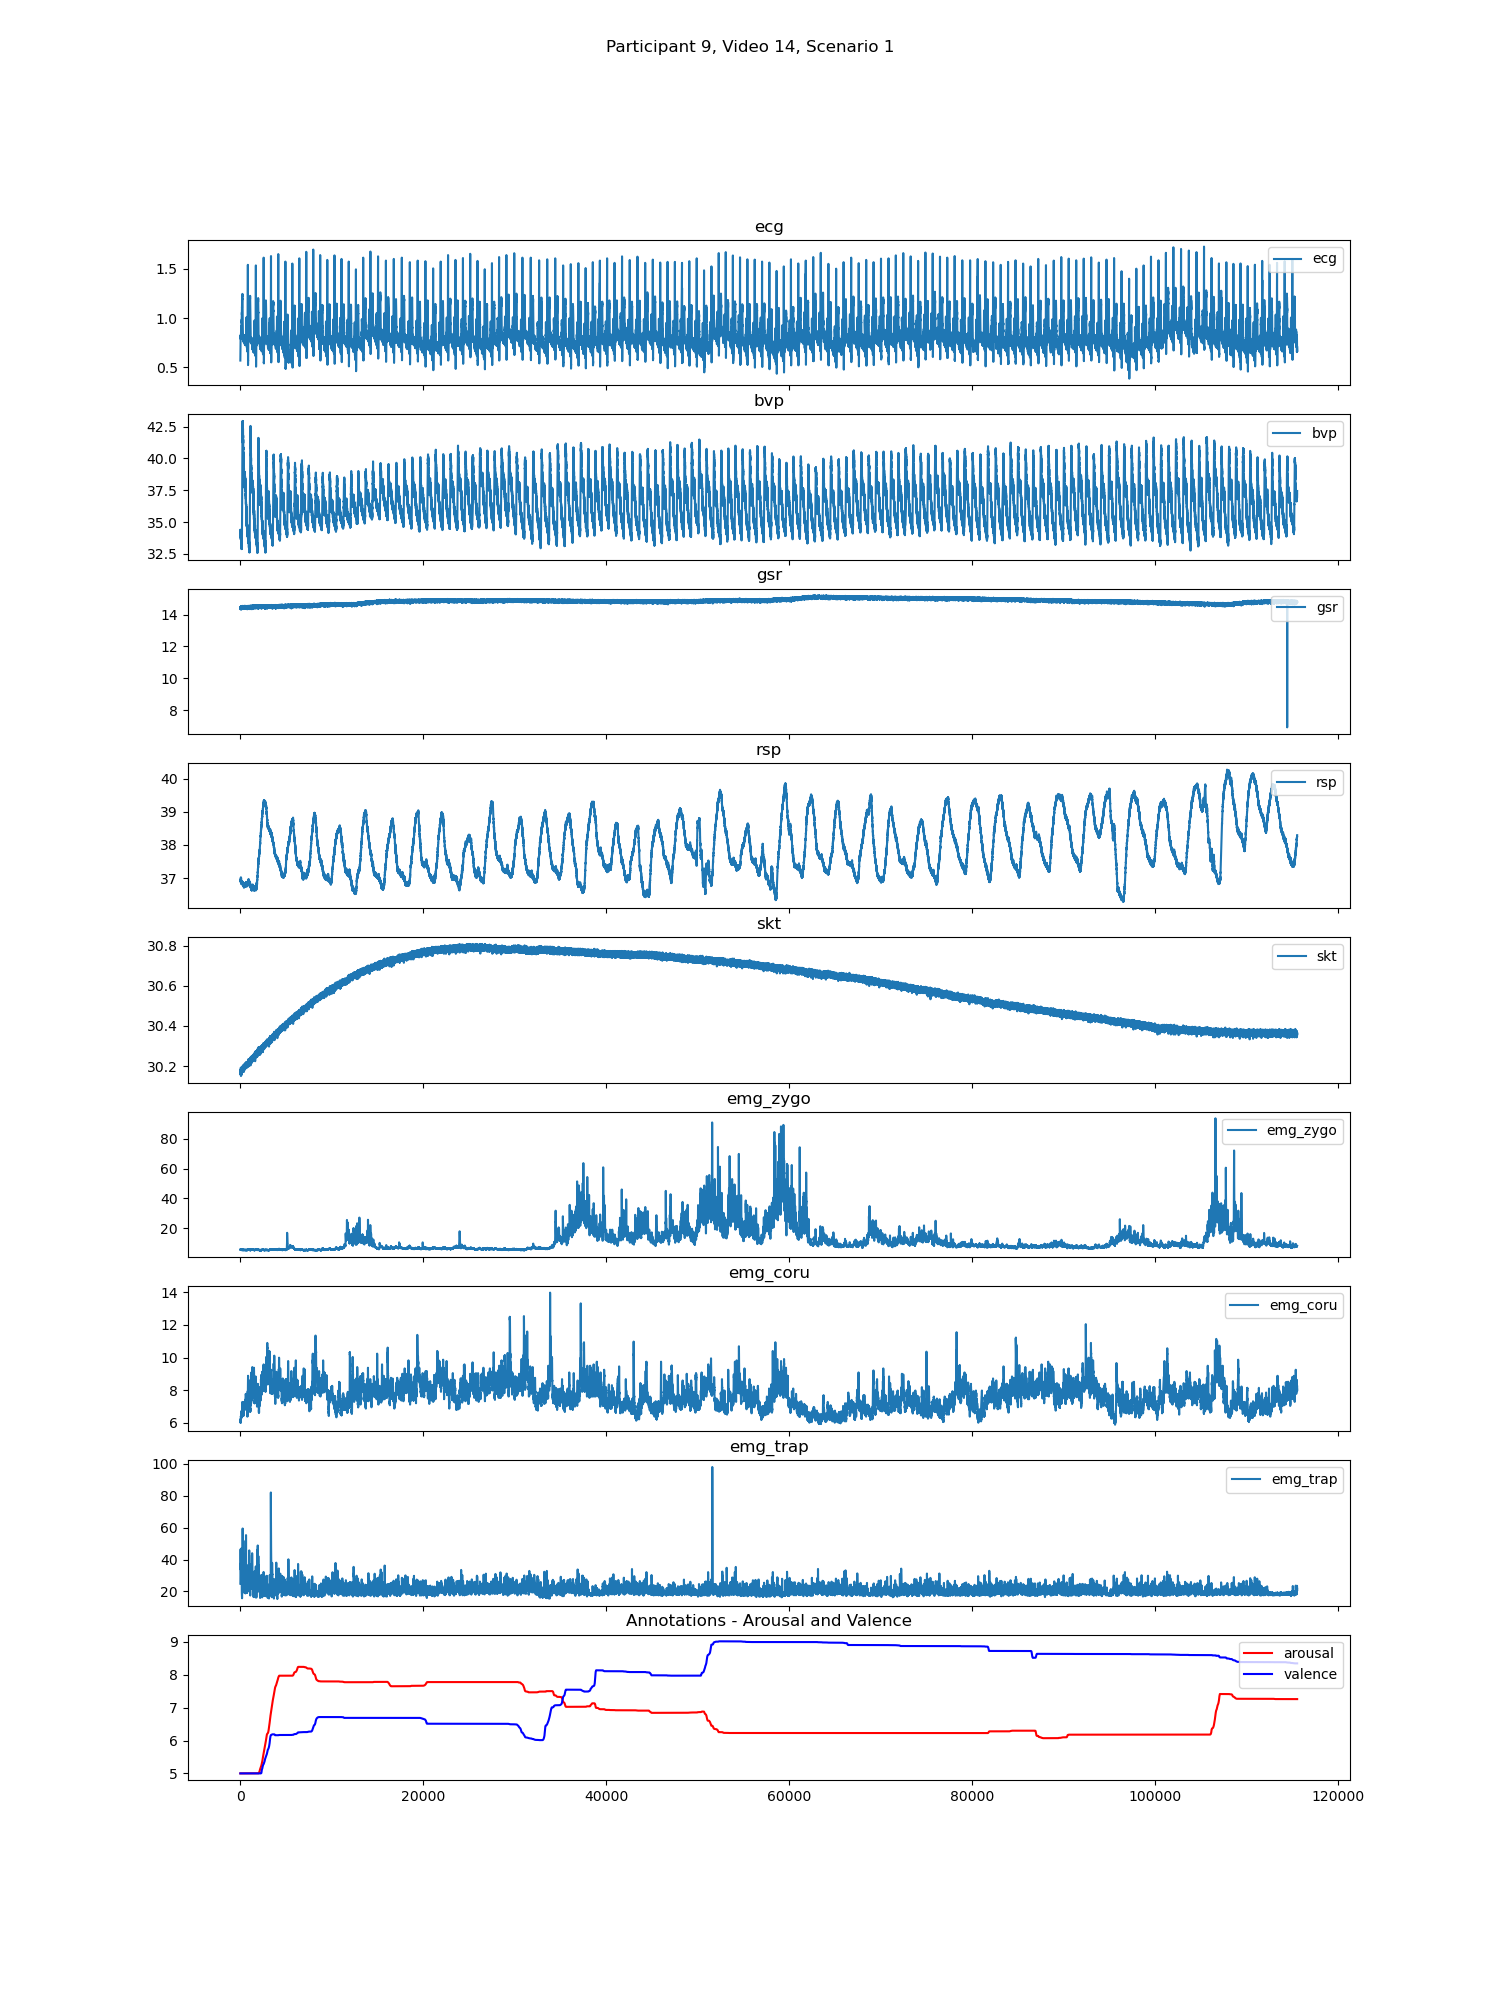 Participant 9, Video 14, Scenario 1
ecg
1.5
1.0
0.5
ecg
bvp
42.5
40.0
37.5
35.0
32.5
bvp
gsr
14
12
10
8
gsr
rsp
40
39
38
37
rsp
skt
30.8
30.6
30.4
30.2
skt
emg_zygo
80
60
40
20
emg_zygo
emg_coru
14
12
10
8
6
emg_coru
emg_trap
100
80
60
40
20
emg_trap
Annotations - Arousal and Valence
9
8
7
6
5
arousal
valence
0 20000 40000 60000 80000 100000 120000